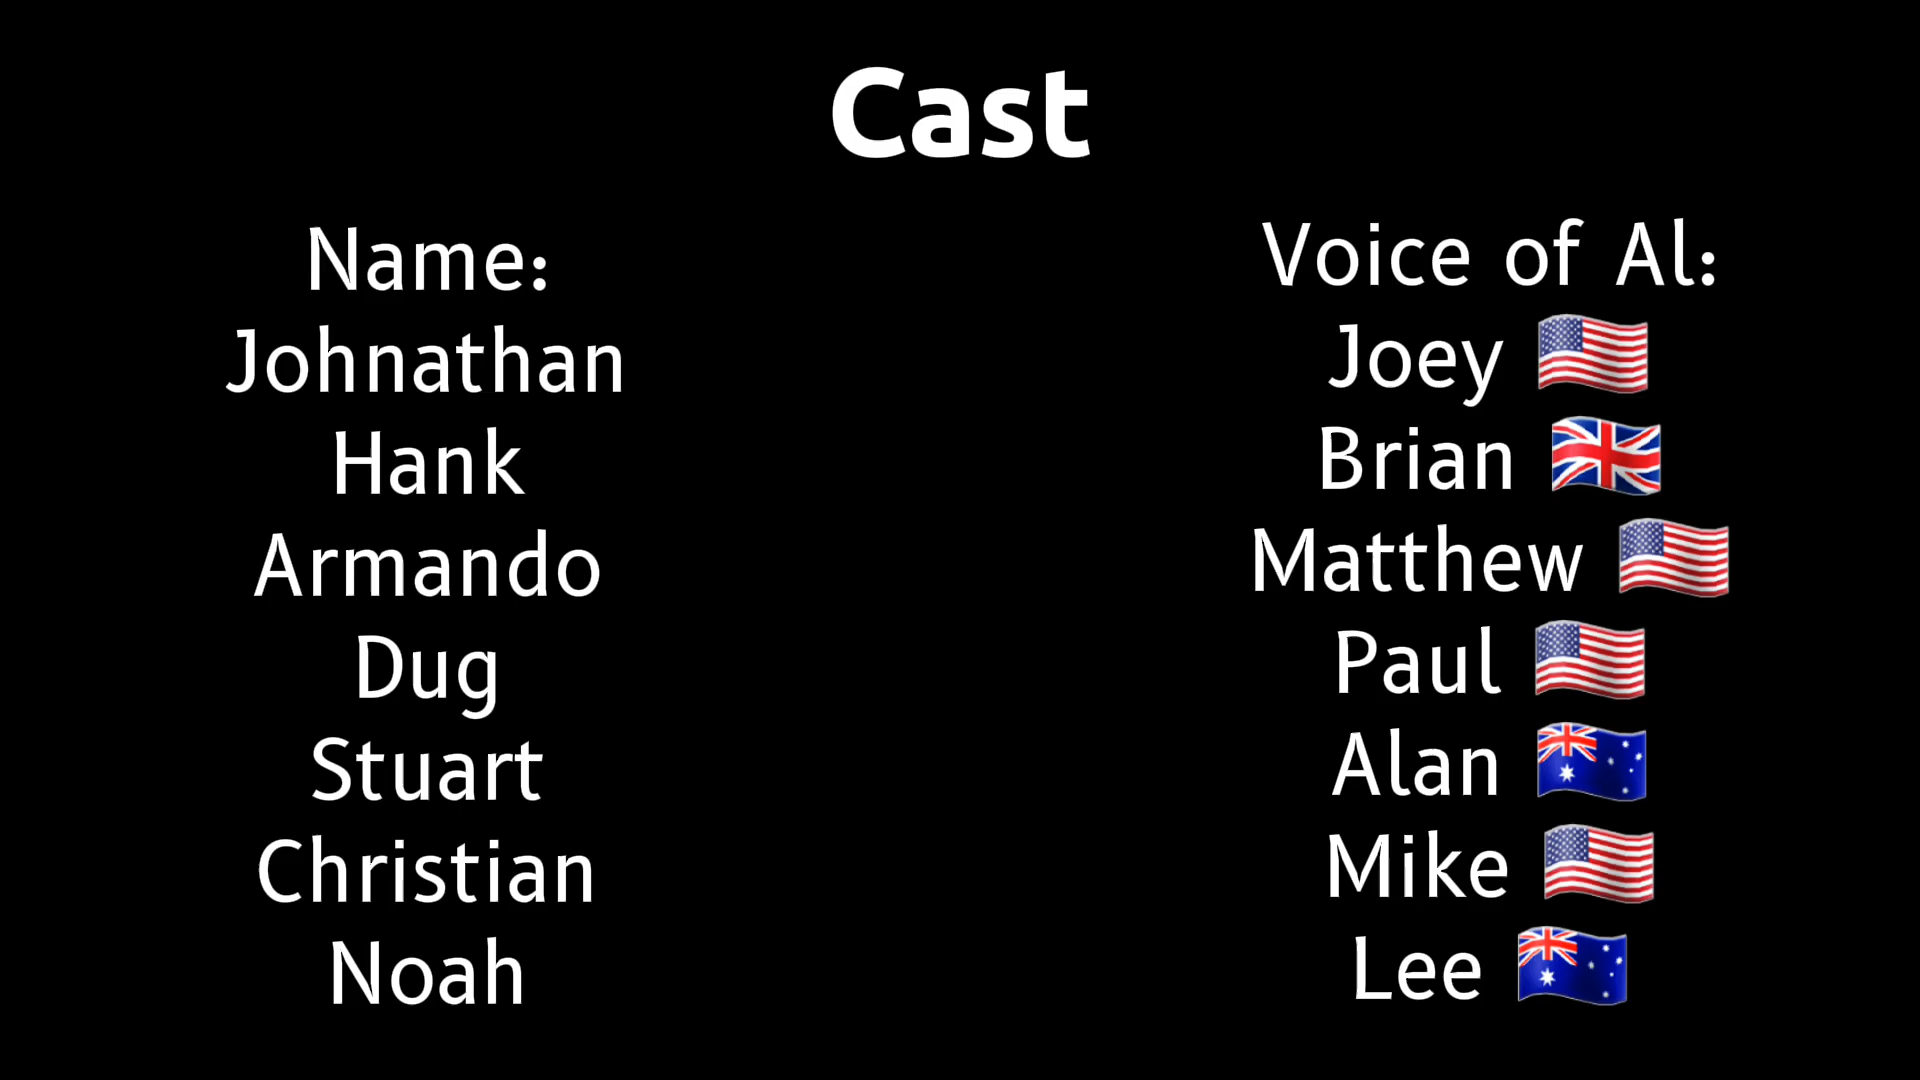 Cast
Name:
Johnathan
Hank
Armando
Dug
Stuart
Christian
Noah
Voice of Al:
Joey 🇺🇸
Brian 🇬🇧
Matthew 🇺🇸
Paul 🇺🇸
Alan 🇦🇺
Mike 🇺🇸
Lee 🇦🇺